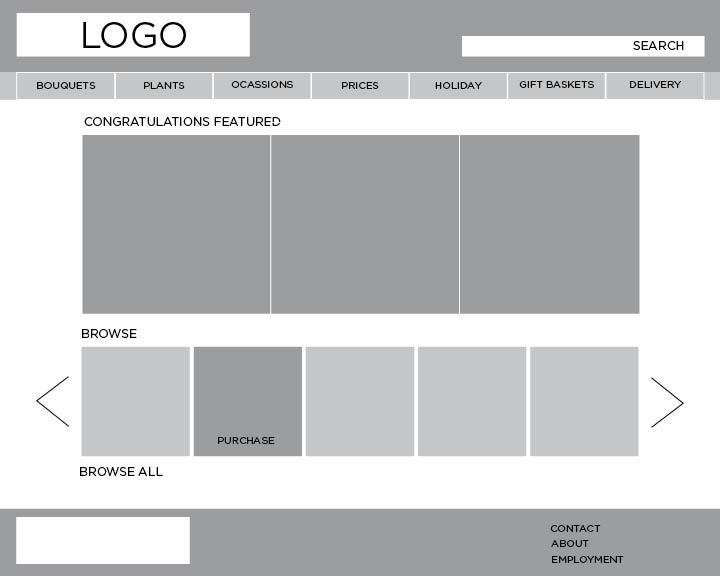 LOGO
SEARCH
BOUQUETS
PLANTS
OCASSIONS
PRICES
HOLIDAY
GIFT BASKETS
DELIVERY
CONGRATULATIONS FEATURED
BROWSE
PURCHASE
BROWSE ALL
CONTACT
ABOUT
EMPLOYMENT